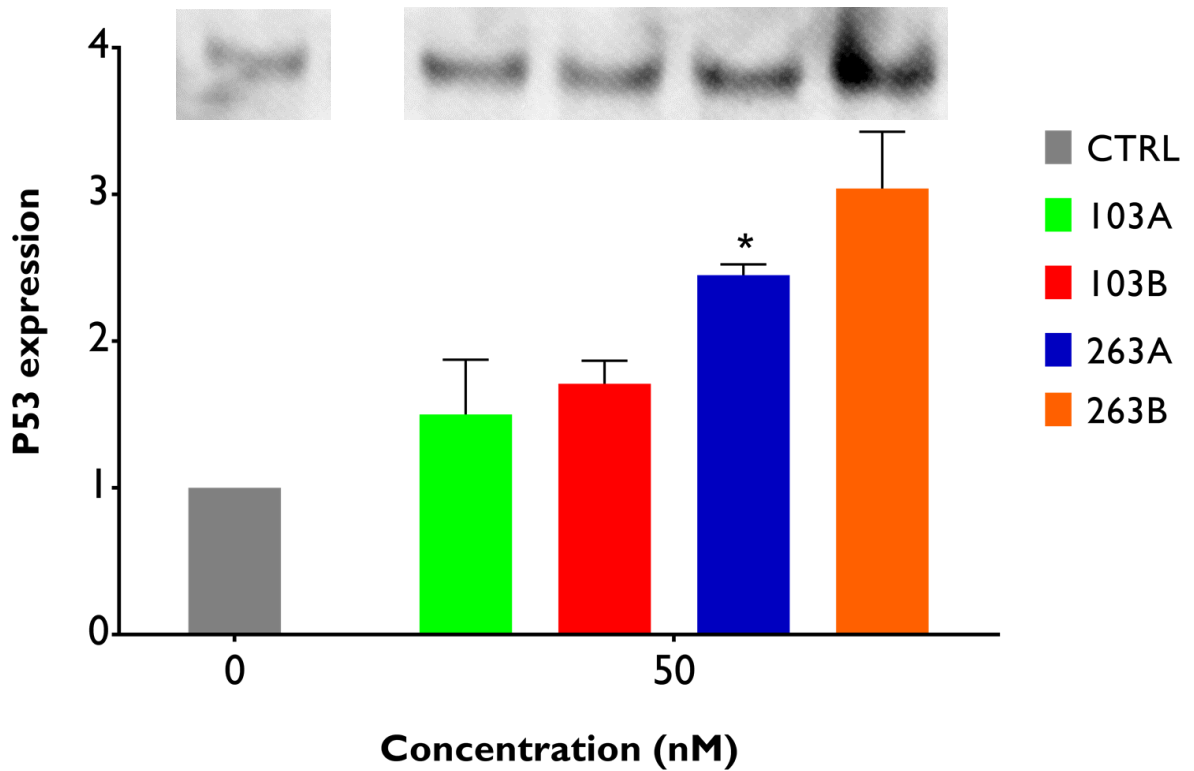 4
3
2
1
0
P53 expression
*
0
50
Concentration (nM)
CTRL
103A
103B
263A
263B